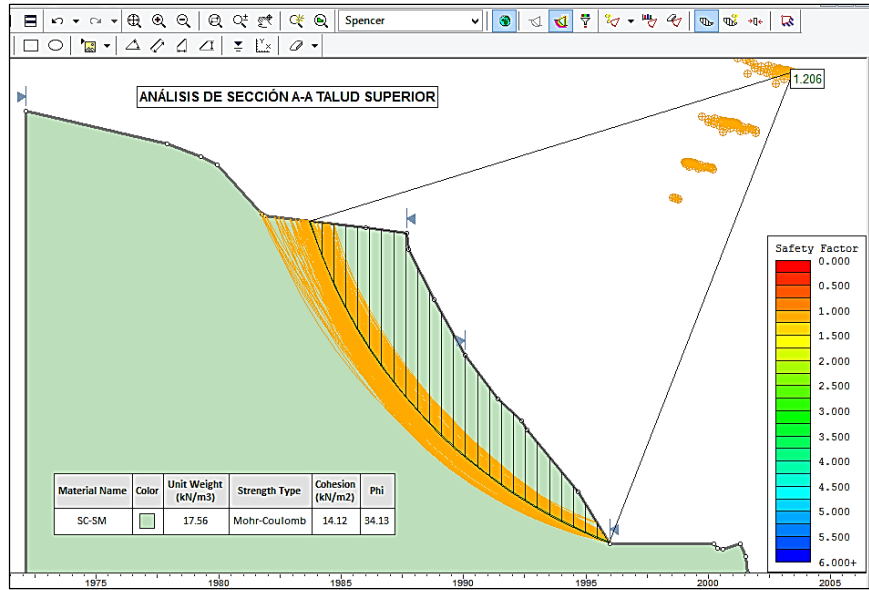 Spencer
ANÁLISIS DE SECCIÓN A-A TALUD SUPERIOR
1.206
Safety Factor
0.000
0.500
1.000
1.500
2.000
2.500
3.000
3.500
4.000
4.500
5.000
5.500
6.000+
Material Name Color Unit Weight (kN/m3) Strength Type Cohesion (kN/m2) Phi
SC-SM 17.56 Mohr-Coulomb 14.12 34.13
1975 1980 1985 1990 1995 2000 2005